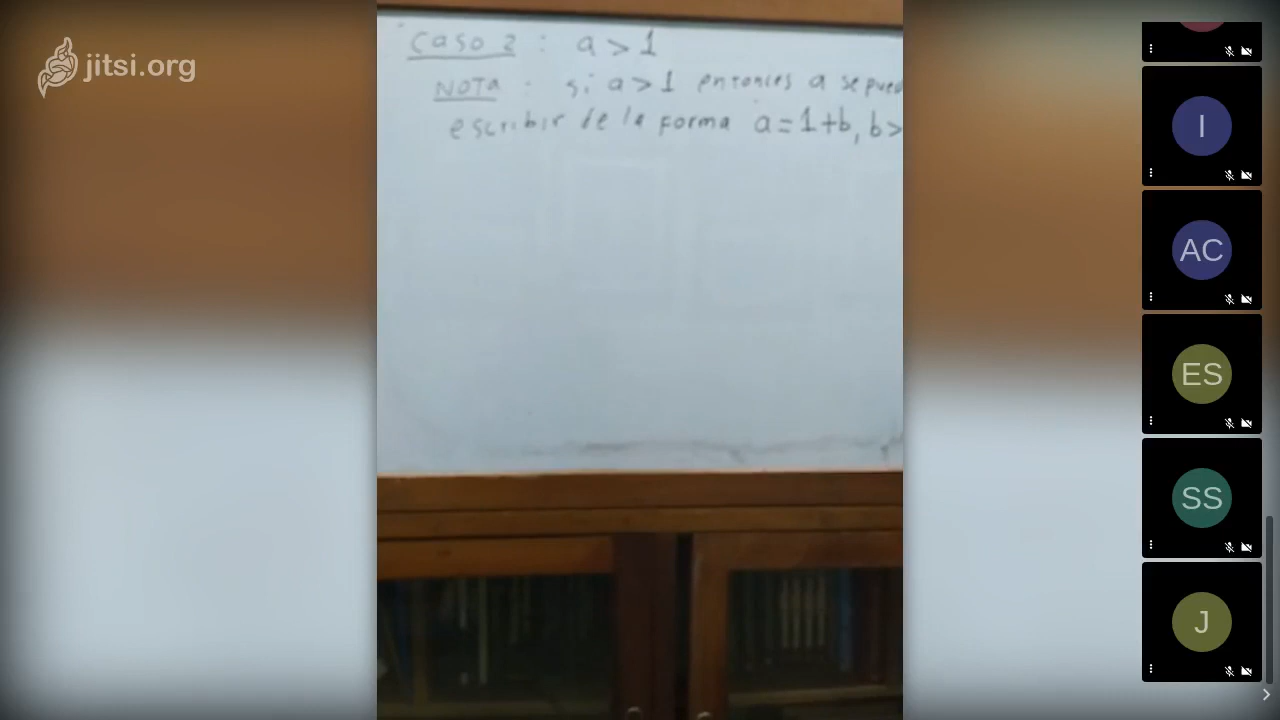 jitsi.org
Caso 2 : a > 1
NOTA : si a > 1 entonces a se pued
escribir de la forma a = 1+b, b >
I
AC
ES
SS
J